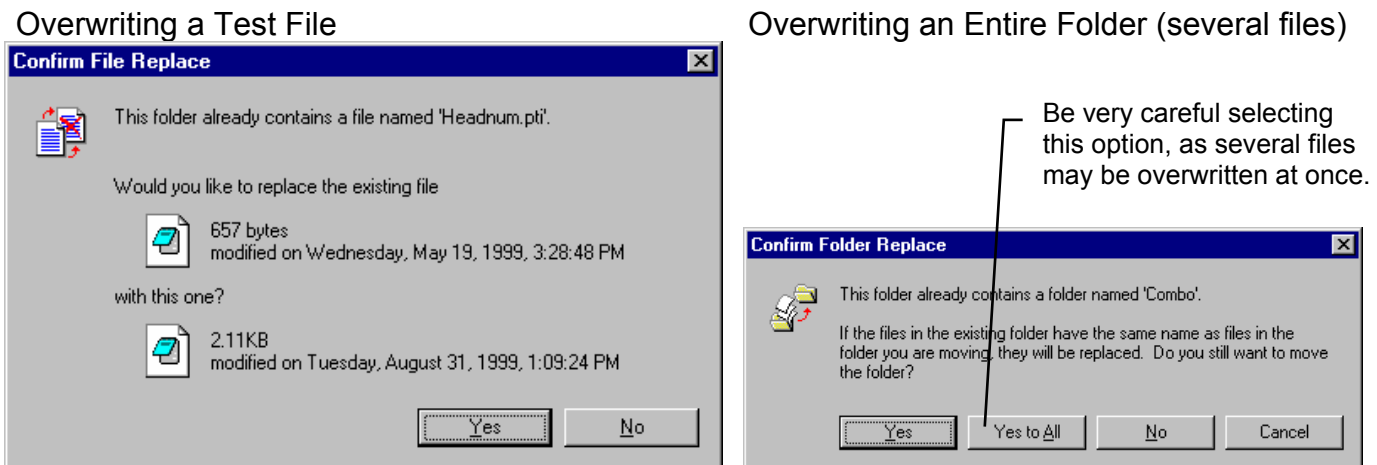 Overwriting a Test File
Confirm File Replace
This folder already contains a file named 'Headnum.pti'.
Would you like to replace the existing file
657 bytes
modified on Wednesday, May 19, 1999, 3:28:48 PM
with this one?
2.11KB
modified on Tuesday, August 31, 1999, 1:09:24 PM
Yes
No
Overwriting an Entire Folder (several files)
Be very careful selecting
this option, as several files
may be overwritten at once.
Confirm Folder Replace
This folder already contains a folder named 'Combo'.
If the files in the existing folder have the same name as files in the
folder you are moving, they will be replaced. Do you still want to move
the folder?
Yes
Yes to All
No
Cancel